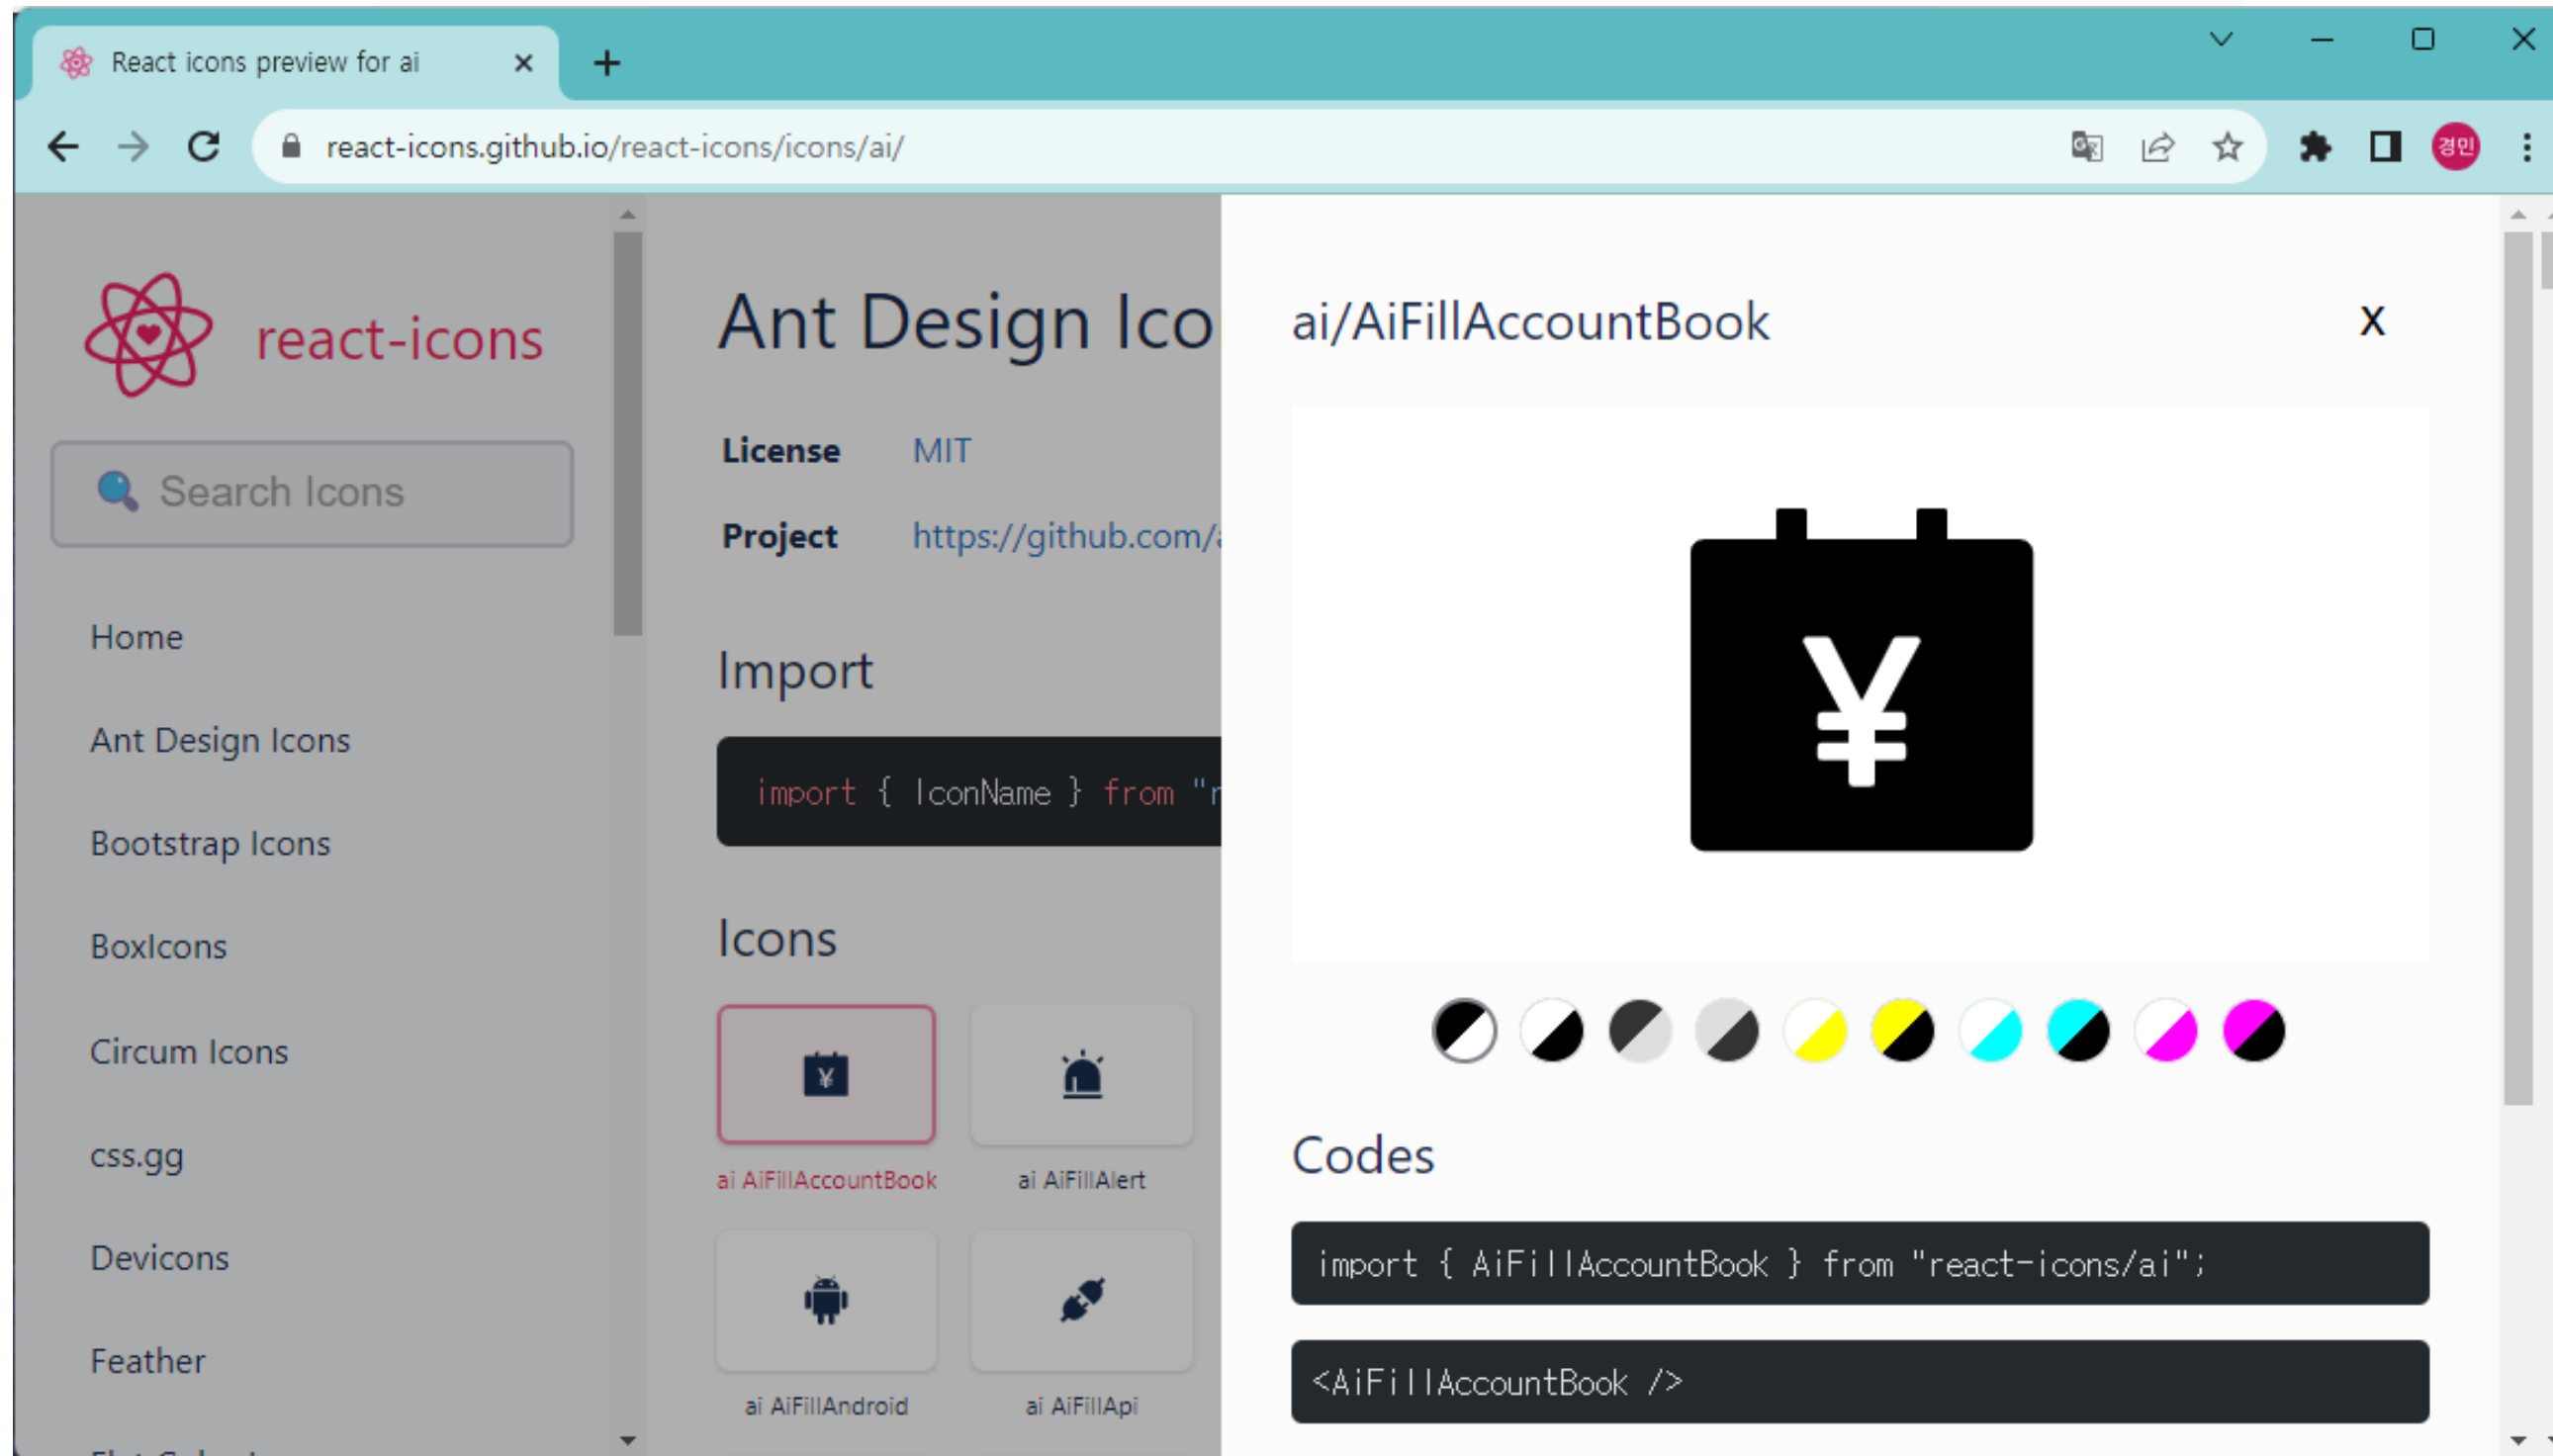 React icons preview for ai
react-icons.github.io/react-icons/icons/ai/
경민
react-icons
Search Icons
Home
Ant Design Icons
Bootstrap Icons
BoxIcons
Circum Icons
css.gg
Devicons
Feather
Ant Design Ico
License MIT
Project https://github.com/a
Import
import { IconName } from "r
Icons
ai AiFillAccountBook
ai AiFillAlert
ai AiFillAndroid
ai AiFillApi
ai/AiFillAccountBook
X
¥
Codes
import { AiFillAccountBook } from "react-icons/ai";
<AiFillAccountBook />